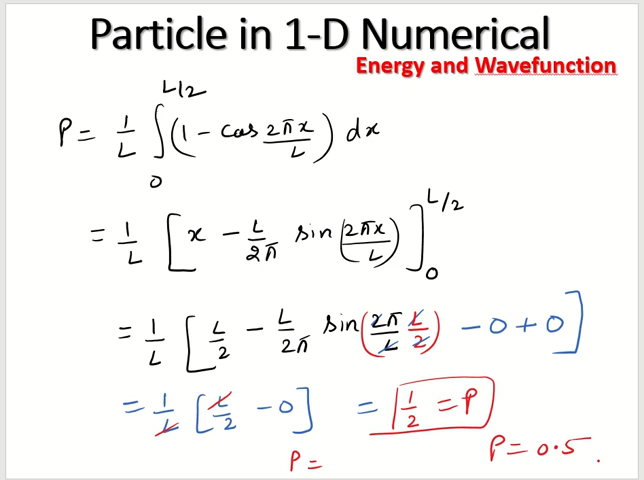 Particle in 1-D Numerical
Energy and Wavefunction
P = 1/L ∫₀^{L/2} (1 - cos 2πx/L) dx
= 1/L [x - L/2π sin(2πx/L)]₀^{L/2}
= 1/L [L/2 - L/2π sin(2π/L L/2) - 0 + 0]
= 1/L [L/2 - 0] = 1/2 = P
P = P = 0.5.